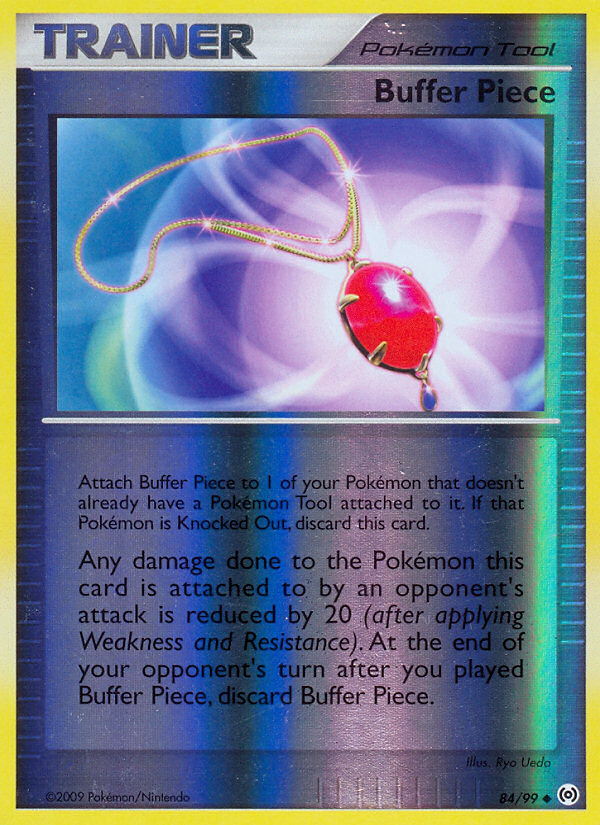 TRAINER
Pokémon Tool
Buffer Piece
Attach Buffer Piece to 1 of your Pokémon that doesn't
already have a Pokémon Tool attached to it. If that
Pokémon is Knocked Out, discard this card.
Any damage done to the Pokémon this
card is attached to by an opponent's
attack is reduced by 20 (after applying
Weakness and Resistance). At the end of
your opponent's turn after you played
Buffer Piece, discard Buffer Piece.
Illus. Ryo Ueda
©2009 Pokémon/Nintendo
84/99